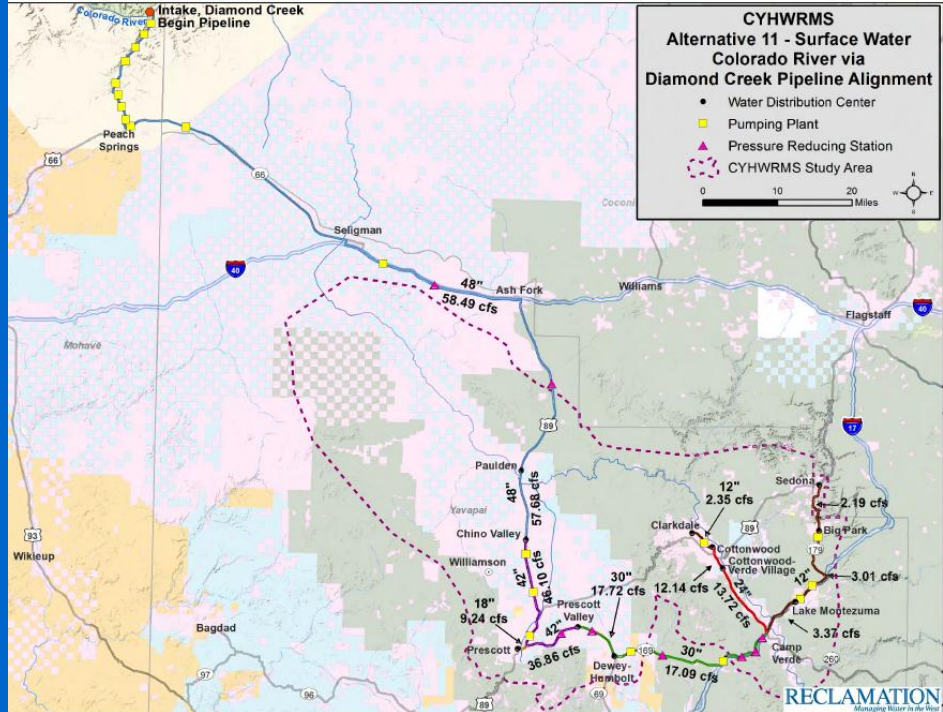 Intake, Diamond Creek
Begin Pipeline
Colorado River
CYHWRMS
Alternative 11 - Surface Water
Colorado River via
Diamond Creek Pipeline Alignment
Water Distribution Center
Pumping Plant
Pressure Reducing Station
CYHWRMS Study Area
0 10 20
Miles
N
W E
S
Peach
Springs
66
66
Coconi
Seligman
40
48"
58.49 cfs
Ash Fork
Williams
Flagstaff
40
Mohave
17
89
Paulden
48"
57.68 cfs
Yavapai
Sedona
12"
2.35 cfs
2.19 cfs
93
Wikieup
Chino Valley
Clarkdale
89
Big Park
Cottonwood
179
Williamson
42"
46.10 cfs
Cottonwood-
Verde Village
30"
17.72 cfs
12.14 cfs
24"
13.72 cfs
12"
3.01 cfs
18"
9.24 cfs
Prescott
Valley
Lake Montezuma
3.37 cfs
Bagdad
Prescott
42"
36.86 cfs
169
30"
17.09 cfs
Camp
Verde
260
Dewey-
Humbolt
97
96
89
69
RECLAMATION
Managing Water in the West